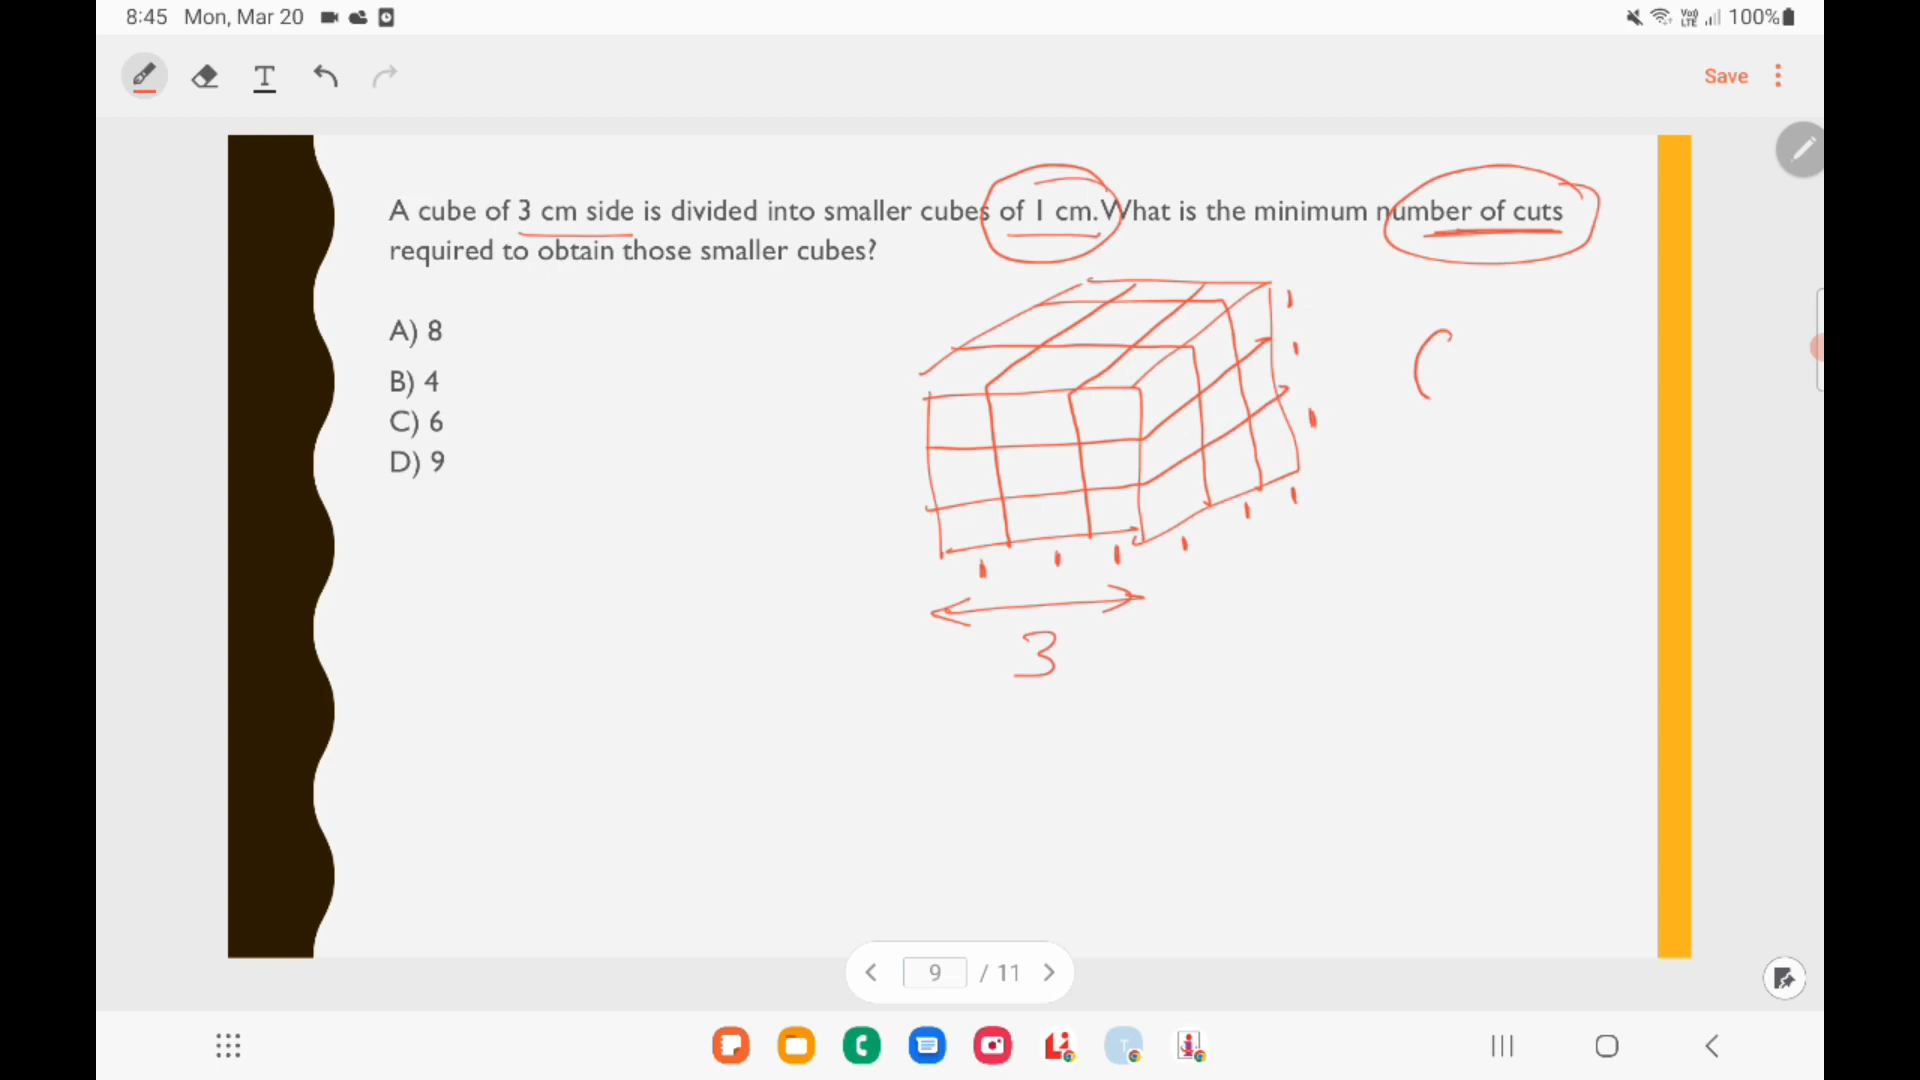 8:45 Mon, Mar 20
Vo) LTE 100%
T
Save
A cube of 3 cm side is divided into smaller cubes of 1 cm. What is the minimum number of cuts
required to obtain those smaller cubes?
A) 8
B) 4
C) 6
D) 9
3
9 / 11